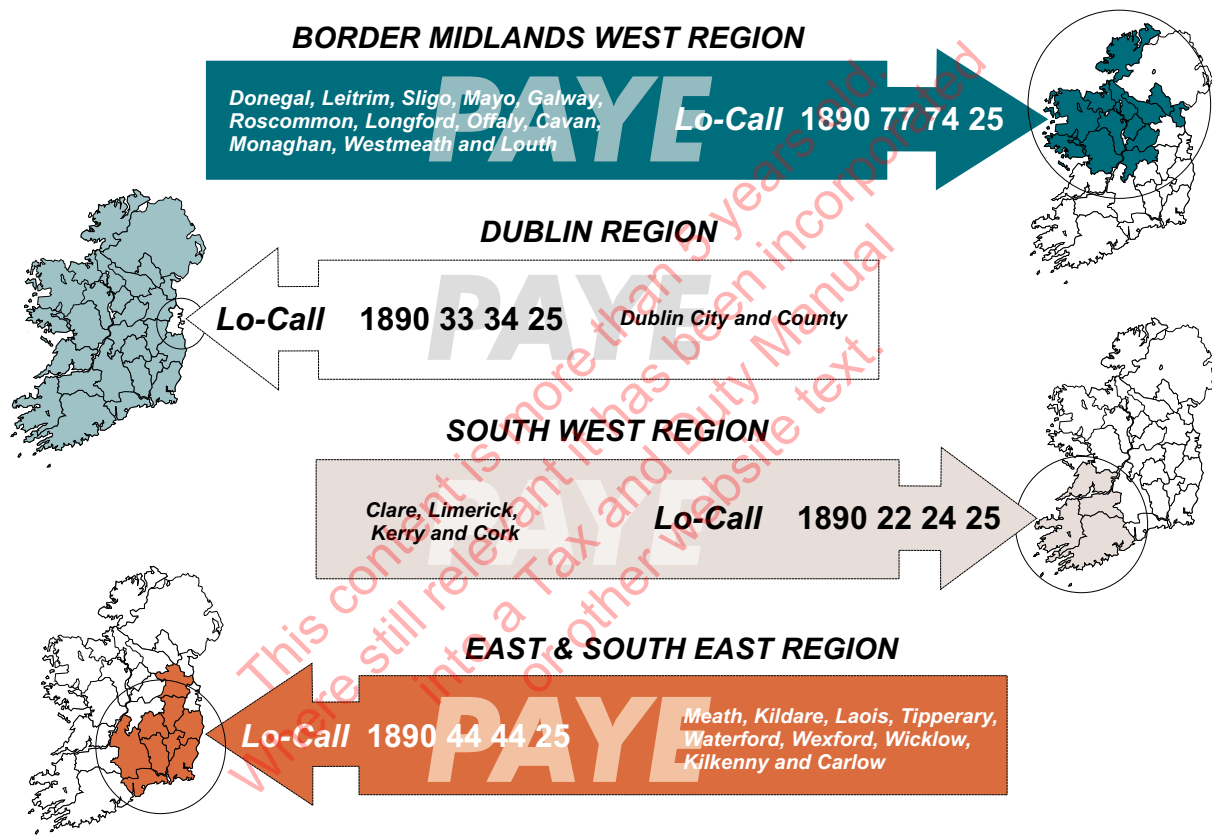 BORDER MIDLANDS WEST REGION
PAYE
Donegal, Leitrim, Sligo, Mayo, Galway,
Roscommon, Longford, Offaly, Cavan,
Monaghan, Westmeath and Louth
Lo-Call 1890 77 74 25
DUBLIN REGION
PAYE
Lo-Call 1890 33 34 25
Dublin City and County
SOUTH WEST REGION
PAYE
Clare, Limerick,
Kerry and Cork
Lo-Call 1890 22 24 25
EAST & SOUTH EAST REGION
PAYE
Lo-Call 1890 44 44 25
Meath, Kildare, Laois, Tipperary,
Waterford, Wexford, Wicklow,
Kilkenny and Carlow
This content is more than 5 years old.
Where still relevant it has been incorporated
into a Tax and Duty Manual
or other website text.